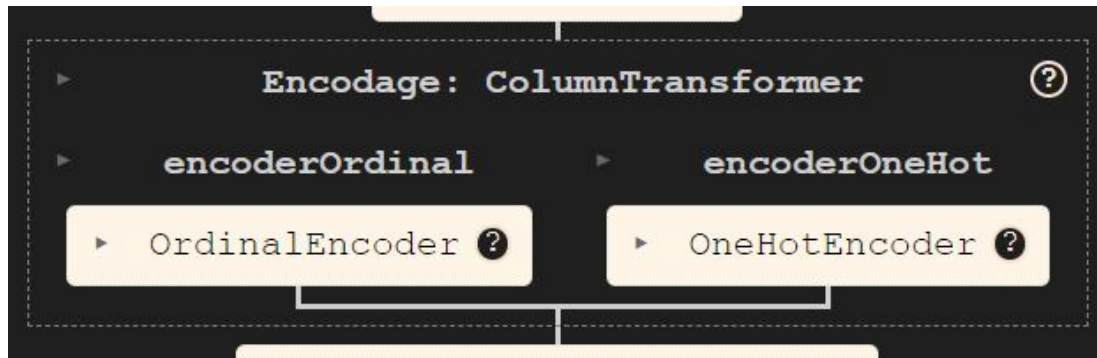 Encodage: ColumnTransformer ?
encoderOrdinal encoderOneHot
OrdinalEncoder ? OneHotEncoder ?